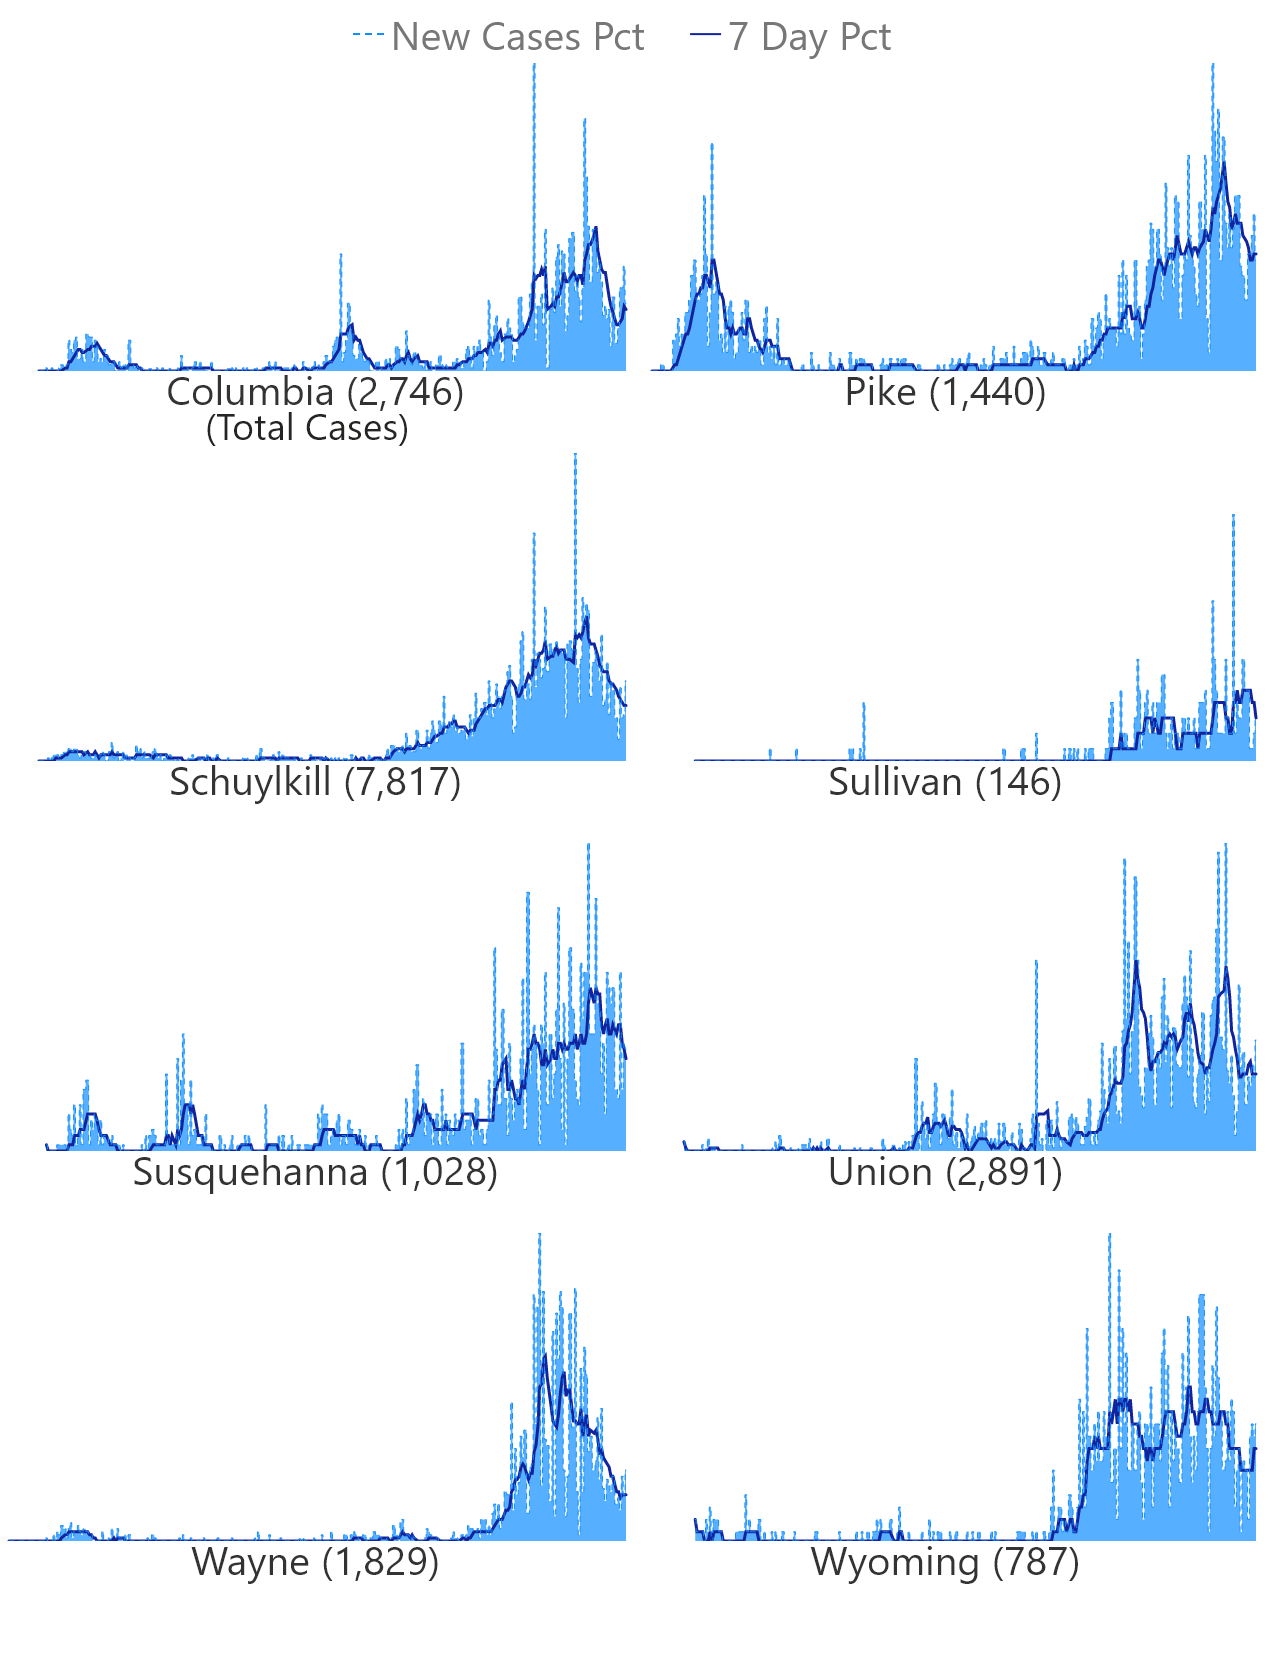 New Cases Pct 7 Day Pct
Columbia (2,746)
(Total Cases)
Pike (1,440)
Schuylkill (7,817)
Sullivan (146)
Susquehanna (1,028)
Union (2,891)
Wayne (1,829)
Wyoming (787)